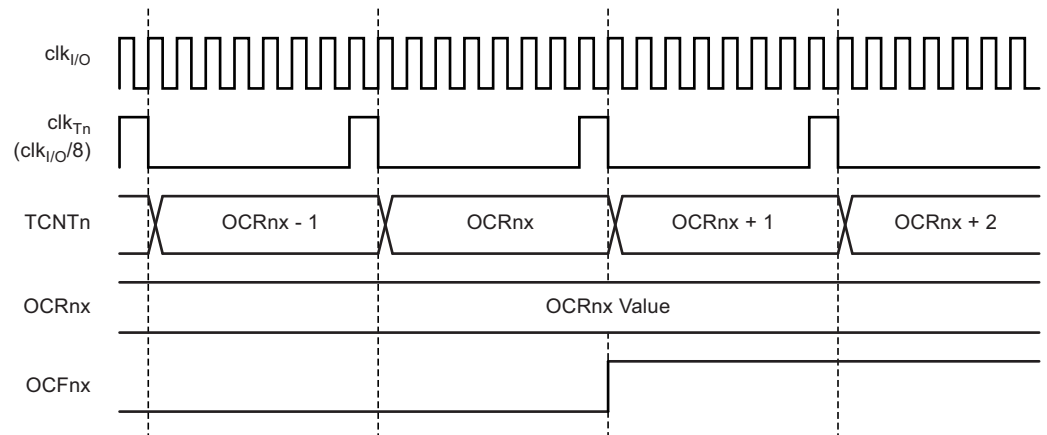 clkI/O
clkTn
(clkI/O/8)
TCNTn
OCRnx - 1
OCRnx
OCRnx + 1
OCRnx + 2
OCRnx
OCRnx Value
OCFnx